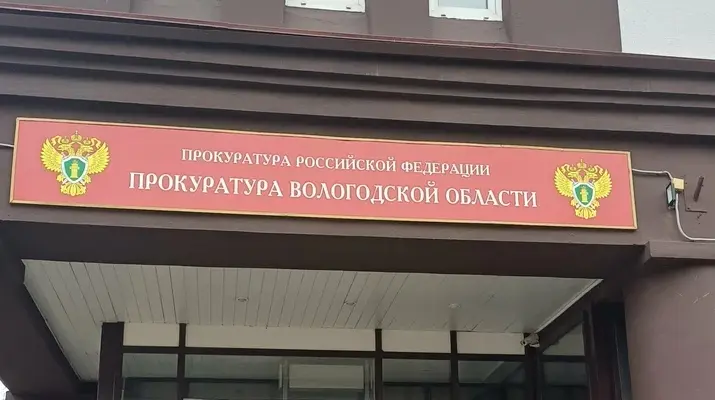 ПРОКУРАТУРА РОССИЙСКОЙ ФЕДЕРАЦИИ
ПРОКУРАТУРА ВОЛОГОДСКОЙ ОБЛАСТИ